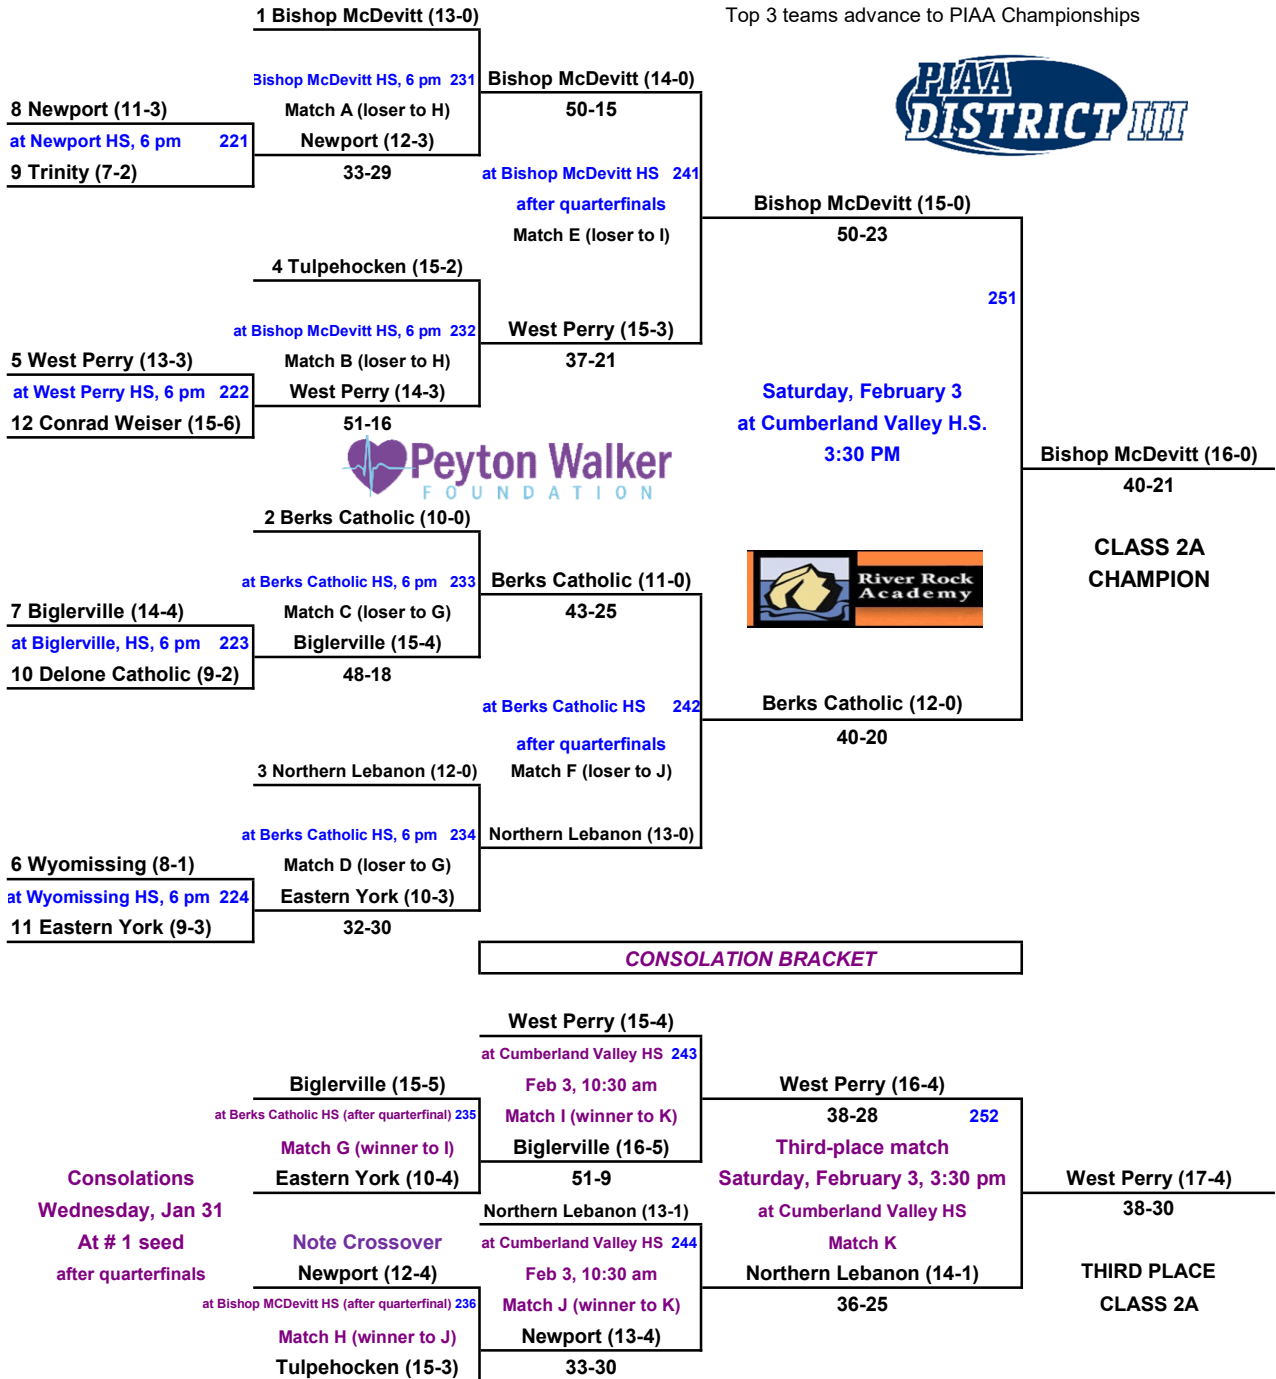 1 Bishop McDevitt (13-0)
Top 3 teams advance to PIAA Championships
PIAA
DISTRICT III
Bishop McDevitt HS, 6 pm 231
Bishop McDevitt (14-0)
8 Newport (11-3)
Match A (loser to H)
50-15
at Newport HS, 6 pm 221
Newport (12-3)
9 Trinity (7-2)
33-29
at Bishop McDevitt HS 241
after quarterfinals
Bishop McDevitt (15-0)
Match E (loser to I)
50-23
4 Tulpehocken (15-2)
251
at Bishop McDevitt HS, 6 pm 232
West Perry (15-3)
5 West Perry (13-3)
Match B (loser to H)
37-21
at West Perry HS, 6 pm 222
West Perry (14-3)
Saturday, February 3
12 Conrad Weiser (15-6)
51-16
at Cumberland Valley H.S.
3:30 PM
Bishop McDevitt (16-0)
Peyton Walker
FOUNDATION
40-21
2 Berks Catholic (10-0)
CLASS 2A
CHAMPION
at Berks Catholic HS, 6 pm 233
Berks Catholic (11-0)
River Rock
Academy
7 Biglerville (14-4)
Match C (loser to G)
43-25
at Biglerville, HS, 6 pm 223
Biglerville (15-4)
10 Delone Catholic (9-2)
48-18
at Berks Catholic HS 242
Berks Catholic (12-0)
after quarterfinals
40-20
3 Northern Lebanon (12-0)
Match F (loser to J)
at Berks Catholic HS, 6 pm 234
Northern Lebanon (13-0)
6 Wyomissing (8-1)
Match D (loser to G)
at Wyomissing HS, 6 pm 224
Eastern York (10-3)
11 Eastern York (9-3)
32-30
CONSOLATION BRACKET
West Perry (15-4)
at Cumberland Valley HS 243
Biglerville (15-5)
Feb 3, 10:30 am
West Perry (16-4)
at Berks Catholic HS (after quarterfinal) 235
Match I (winner to K)
38-28 252
Match G (winner to I)
Biglerville (16-5)
Third-place match
Consolations
Eastern York (10-4)
51-9
Saturday, February 3, 3:30 pm
West Perry (17-4)
Wednesday, Jan 31
Northern Lebanon (13-1)
at Cumberland Valley HS
38-30
At # 1 seed
Note Crossover
at Cumberland Valley HS 244
Match K
after quarterfinals
Newport (12-4)
Feb 3, 10:30 am
Northern Lebanon (14-1)
THIRD PLACE
at Bishop MCDevitt HS (after quarterfinal) 236
Match J (winner to K)
36-25
CLASS 2A
Match H (winner to J)
Newport (13-4)
Tulpehocken (15-3)
33-30